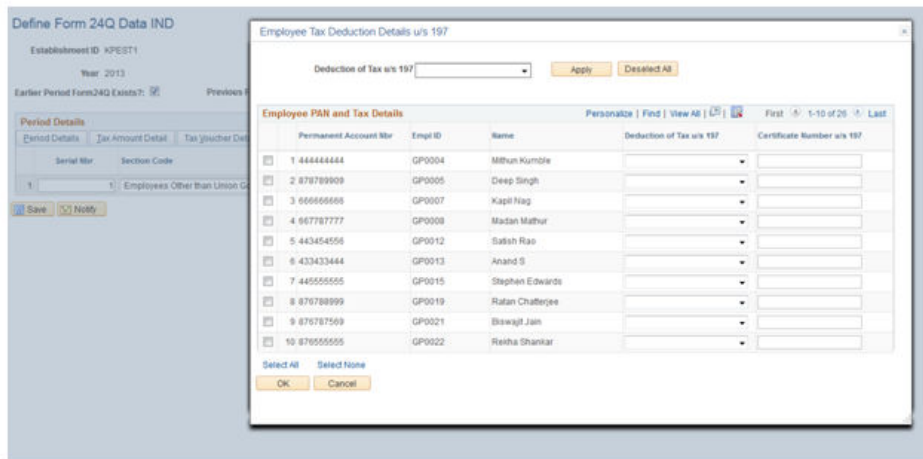 Define Form 24Q Data IND
Establishment ID KPEST1
Year 2013
Earlier Period Form24Q Exists?:
Previous
Period Details
Period Details Tax Amount Detail Tax Voucher Det
Serial Nbr Section Code
1 1 Employees Other than Union Go
Save Notify
Employee Tax Deduction Details u/s 197
Deduction of Tax u/s 197 Apply Deselect All
Employee PAN and Tax Details Personalize | Find | View All | First 1-10 of 26 Last
Permanent Account Nbr Empl ID Name Deduction of Tax u/s 197 Certificate Number u/s 197
1 444444444 GP0004 Mithun Kumble
2 878789909 GP0005 Deep Singh
3 666666666 GP0007 Kapil Nag
4 667787777 GP0008 Madan Mathur
5 443454556 GP0012 Satish Rao
6 433433444 GP0013 Anand S
7 445555555 GP0015 Stephen Edwards
8 876788999 GP0019 Ratan Chatterjee
9 876787569 GP0021 Biswajit Jain
10 876555555 GP0022 Rekha Shankar
Select All Select None
OK Cancel